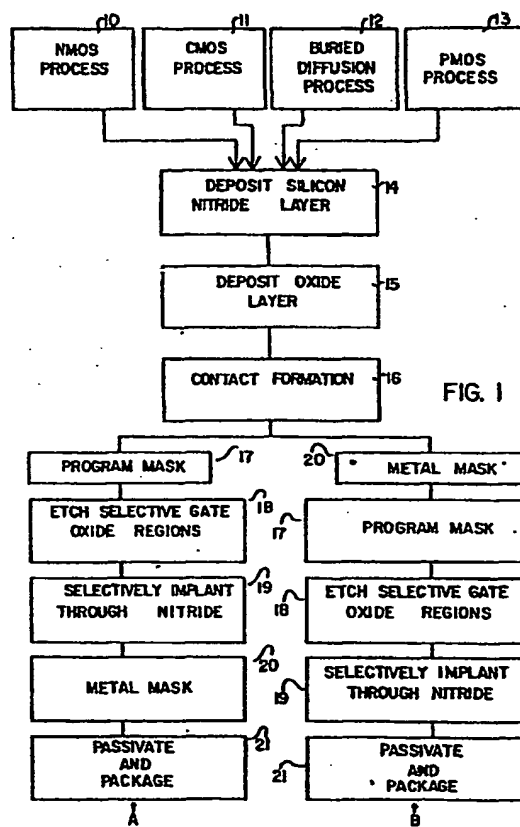 10
NMOS
PROCESS
11
CMOS
PROCESS
12
BURIED
DIFFUSION
PROCESS
13
PMOS
PROCESS
DEPOSIT SILICON
NITRIDE LAYER
14
DEPOSIT OXIDE
LAYER
15
CONTACT FORMATION
16
FIG. 1
PROGRAM MASK
17
ETCH SELECTIVE GATE
OXIDE REGIONS
18
SELECTIVELY IMPLANT
THROUGH NITRIDE
19
METAL MASK
20
PASSIVATE
AND
PACKAGE
21
A
20
METAL MASK
17
PROGRAM MASK
18
ETCH SELECTIVE GATE
OXIDE REGIONS
19
SELECTIVELY IMPLANT
THROUGH NITRIDE
21
PASSIVATE
AND
PACKAGE
B